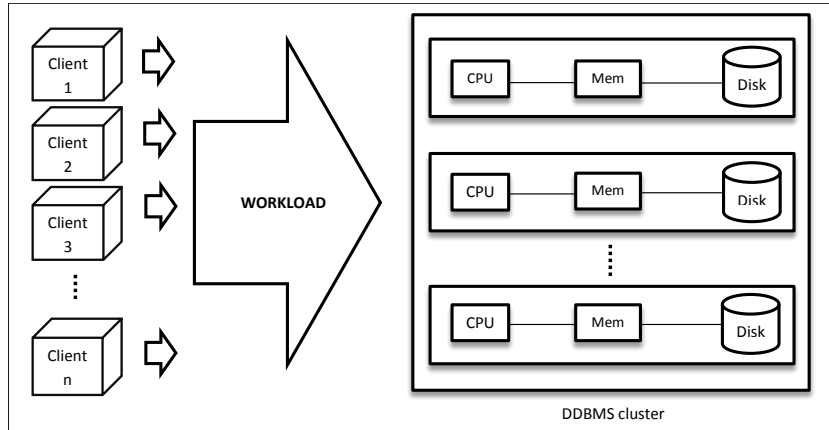 Client
1
Client
2
Client
3
Client
n
WORKLOAD
CPU
Mem
Disk
CPU
Mem
Disk
CPU
Mem
Disk
DDBMS cluster